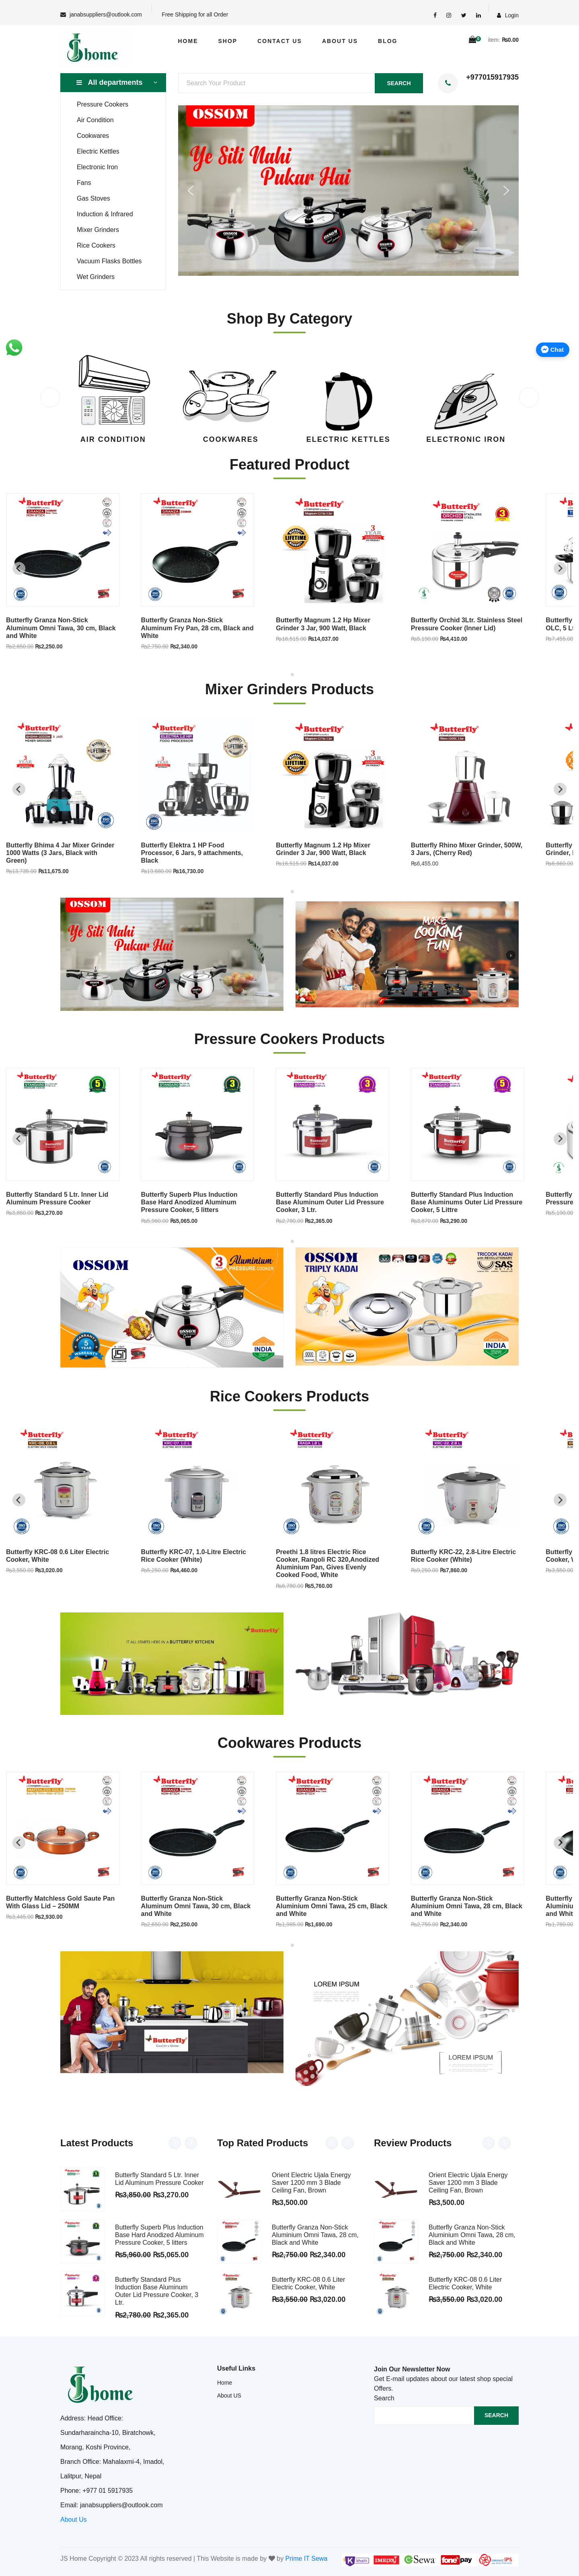 janabsuppliers@outlook.com
Free Shipping for all Order
Login
JS home
HOME
SHOP
CONTACT US
ABOUT US
BLOG
0
item: ₨0.00
All departments
Search Your Product
SEARCH
+977015917935
Pressure Cookers
Air Condition
Cookwares
Electric Kettles
Electronic Iron
Fans
Gas Stoves
Induction & Infrared
Mixer Grinders
Rice Cookers
Vacuum Flasks Bottles
Wet Grinders
OSSOM
Ye Siti Nahi
Pukar Hai
Chat
Shop By Category
AIR CONDITION
COOKWARES
ELECTRIC KETTLES
ELECTRONIC IRON
Featured Product
Butterfly Granza Non-Stick
Aluminum Omni Tawa, 30 cm, Black
and White
₨2,650.00 ₨2,250.00
Butterfly Granza Non-Stick
Aluminum Fry Pan, 28 cm, Black and
White
₨2,750.00 ₨2,340.00
Butterfly Magnum 1.2 Hp Mixer
Grinder 3 Jar, 900 Watt, Black
₨16,515.00 ₨14,037.00
Butterfly Orchid 3Ltr. Stainless Steel
Pressure Cooker (Inner Lid)
₨5,190.00 ₨4,410.00
Butterfly
OLC, 5 L
₨7,455.00
Mixer Grinders Products
Butterfly Bhima 4 Jar Mixer Grinder
1000 Watts (3 Jars, Black with
Green)
₨13,735.00 ₨11,675.00
Butterfly Elektra 1 HP Food
Processor, 6 Jars, 9 attachments,
Black
₨19,680.00 ₨16,730.00
Butterfly Magnum 1.2 Hp Mixer
Grinder 3 Jar, 900 Watt, Black
₨16,515.00 ₨14,037.00
Butterfly Rhino Mixer Grinder, 500W,
3 Jars, (Cherry Red)
₨6,455.00
Butterfly
Grinder,
OSSOM
Ye Siti Nahi
Pukar Hai
MAKE
COOKING
FUN
Pressure Cookers Products
Butterfly Standard 5 Ltr. Inner Lid
Aluminum Pressure Cooker
₨3,850.00 ₨3,270.00
Butterfly Superb Plus Induction
Base Hard Anodized Aluminum
Pressure Cooker, 5 litters
₨5,960.00 ₨5,065.00
Butterfly Standard Plus Induction
Base Aluminum Outer Lid Pressure
Cooker, 3 Ltr.
₨2,780.00 ₨2,365.00
Butterfly Standard Plus Induction
Base Aluminums Outer Lid Pressure
Cooker, 5 Littre
₨3,870.00 ₨3,290.00
Butterfly
Pressure
OSSOM
3 Aluminium
PRESSURE COOKER
5 YEAR WARRANTY
INDIA
OSSOM
TRIPLY KADAI
TRICOOK KADAI
SAS
INDIA
Rice Cookers Products
Butterfly KRC-08 0.6 Liter Electric
Cooker, White
₨3,550.00 ₨3,020.00
Butterfly KRC-07, 1.0-Litre Electric
Rice Cooker (White)
₨5,250.00 ₨4,460.00
Preethi 1.8 litres Electric Rice
Cooker, Rangoli RC 320,Anodized
Aluminium Pan, Gives Evenly
Cooked Food, White
₨6,780.00 ₨5,760.00
Butterfly KRC-22, 2.8-Litre Electric
Rice Cooker (White)
₨9,250.00 ₨7,860.00
Butterfly
Cooker, W
₨3,550.00
Butterfly
IT ALL STARTS HERE IN A BUTTERFLY KITCHEN
Cookwares Products
Butterfly Matchless Gold Saute Pan
With Glass Lid – 250MM
₨3,445.00 ₨2,930.00
Butterfly Granza Non-Stick
Aluminum Omni Tawa, 30 cm, Black
and White
₨2,650.00 ₨2,250.00
Butterfly Granza Non-Stick
Aluminium Omni Tawa, 25 cm, Black
and White
₨1,985.00 ₨1,690.00
Butterfly Granza Non-Stick
Aluminium Omni Tawa, 28 cm, Black
and White
₨2,750.00 ₨2,340.00
Butterfly
Aluminiu
and Whit
Butterfly
LOREM IPSUM
LOREM IPSUM
Latest Products
Butterfly Standard 5 Ltr. Inner
Lid Aluminum Pressure Cooker
₨3,850.00 ₨3,270.00
Butterfly Superb Plus Induction
Base Hard Anodized Aluminum
Pressure Cooker, 5 litters
₨5,960.00 ₨5,065.00
Butterfly Standard Plus
Induction Base Aluminum
Outer Lid Pressure Cooker, 3
Ltr.
₨2,780.00 ₨2,365.00
Top Rated Products
Orient Electric Ujala Energy
Saver 1200 mm 3 Blade
Ceiling Fan, Brown
₨3,500.00
Butterfly Granza Non-Stick
Aluminium Omni Tawa, 28 cm,
Black and White
₨2,750.00 ₨2,340.00
Butterfly KRC-08 0.6 Liter
Electric Cooker, White
₨3,550.00 ₨3,020.00
Review Products
Orient Electric Ujala Energy
Saver 1200 mm 3 Blade
Ceiling Fan, Brown
₨3,500.00
Butterfly Granza Non-Stick
Aluminium Omni Tawa, 28 cm,
Black and White
₨2,750.00 ₨2,340.00
Butterfly KRC-08 0.6 Liter
Electric Cooker, White
₨3,550.00 ₨3,020.00
JS home
Address: Head Office:
Sundarharaincha-10, Biratchowk,
Morang, Koshi Province,
Branch Office: Mahalaxmi-4, Imadol,
Lalitpur, Nepal
Phone: +977 01 5917935
Email: janabsuppliers@outlook.com
About Us
Useful Links
Home
About US
Join Our Newsletter Now
Get E-mail updates about our latest shop special
Offers.
Search
SEARCH
JS Home Copyright © 2023 All rights reserved | This Website is made by by Prime IT Sewa
eSewa
fonepay